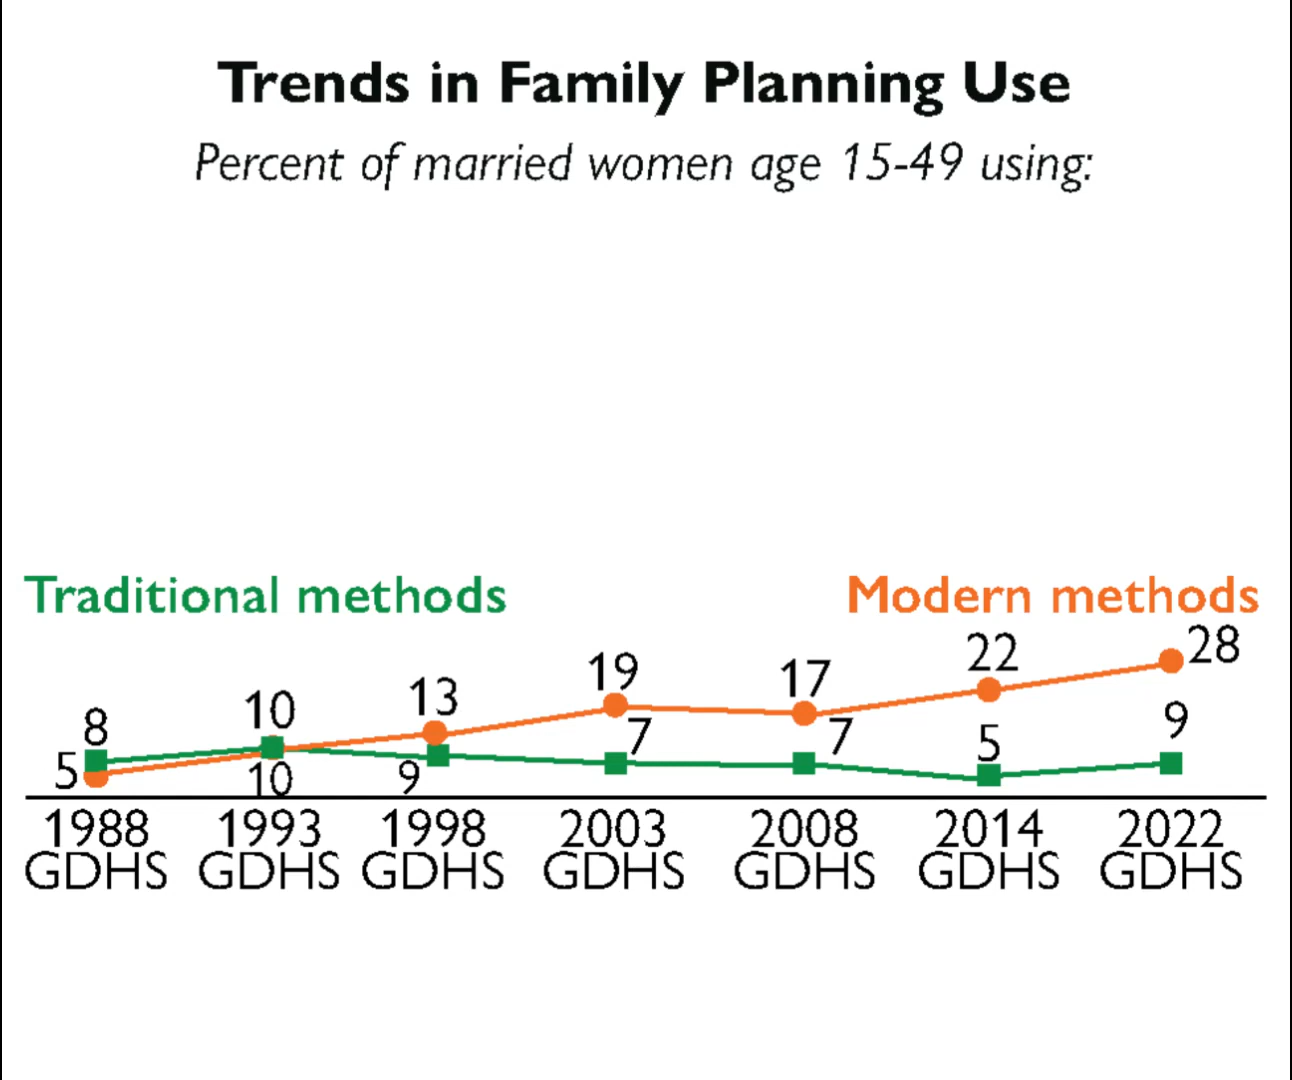 Trends in Family Planning Use
Percent of married women age 15-49 using:
Traditional methods Modern methods
8 10 13 19 17 22 28
5 10 9 7 7 5 9
1988 1993 1998 2003 2008 2014 2022
GDHS GDHS GDHS GDHS GDHS GDHS GDHS